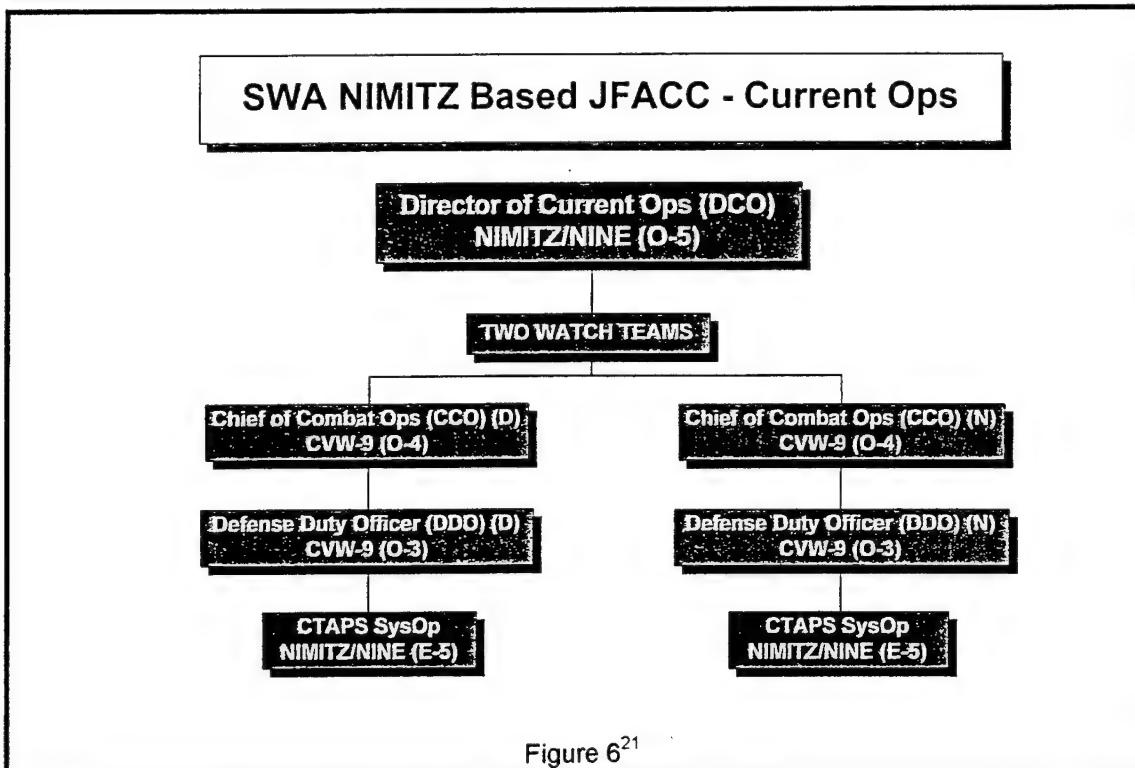 SWA NIMITZ Based JFACC - Current Ops
Director of Current Ops (DCO)
NIMITZ/NINE (O-5)
TWO WATCH TEAMS
Chief of Combat Ops (CCO) (D)
CVW-9 (O-4)
Chief of Combat Ops (CCO) (N)
CVW-9 (O-4)
Defense Duty Officer (DDO) (D)
CVW-9 (O-3)
Defense Duty Officer (DDO) (N)
CVW-9 (O-3)
CTAPS SysOp
NIMITZ/NINE (E-5)
CTAPS SysOp
NIMITZ/NINE (E-5)
Figure 6²¹